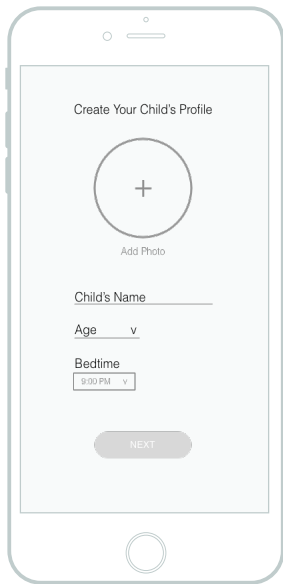 Create Your Child's Profile
+
Add Photo
Child's Name
Age v
Bedtime
9:00 PM v
NEXT